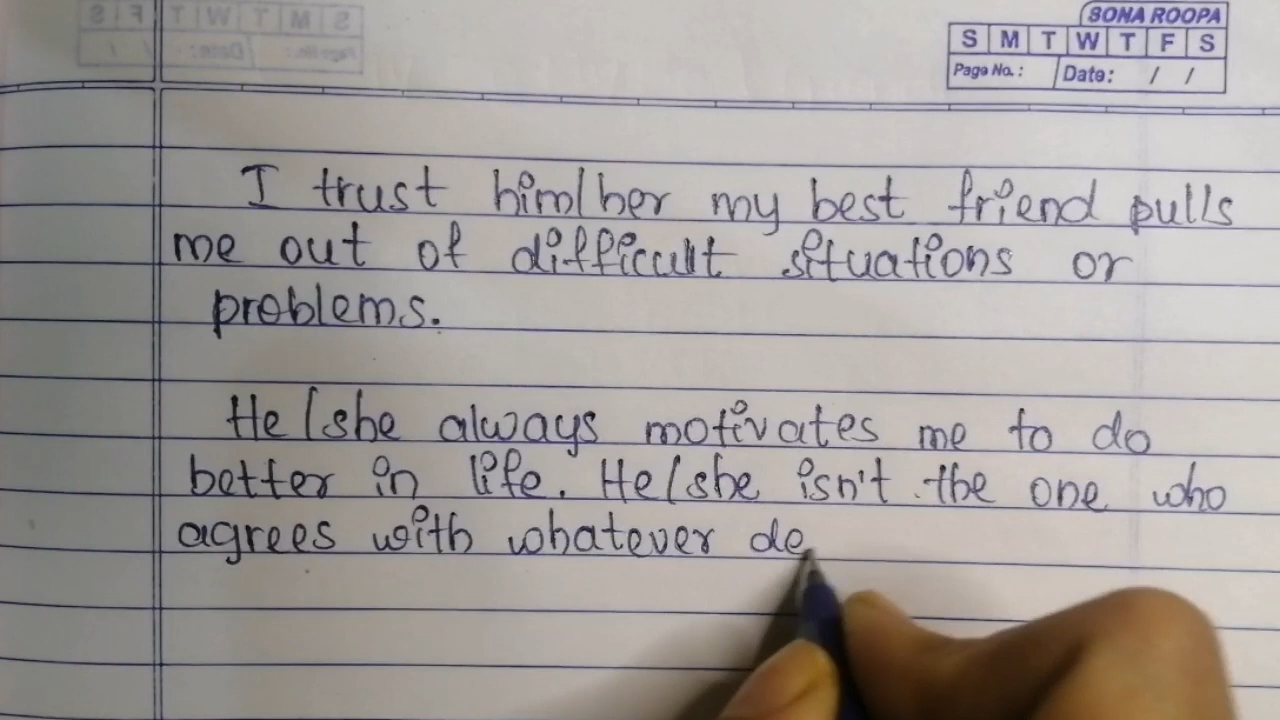 SONA ROOPA
S M T W T F S
Page No.: Date: / /
I trust him/her my best friend pulls
me out of difficult situations or
problems.
He/she always motivates me to do
better in life. He/she isn't the one who
agrees with whatever de